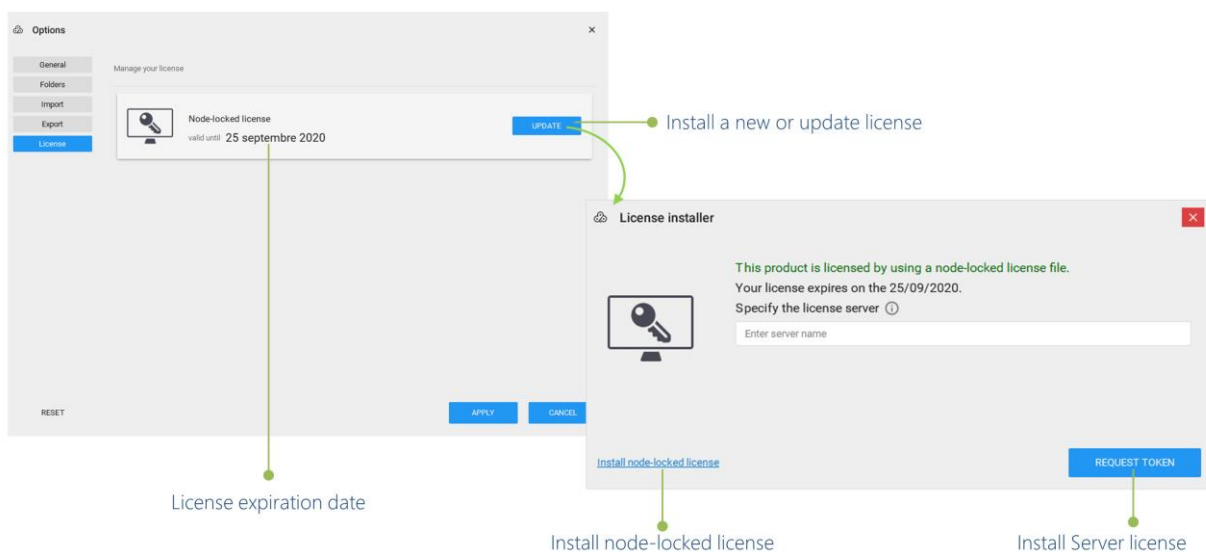 Options
General
Folders
Import
Export
License
Manage your license
Node-locked license
valid until 25 septembre 2020
UPDATE
Install a new or update license
RESET
APPLY
CANCEL
License expiration date
License installer
This product is licensed by using a node-locked license file.
Your license expires on the 25/09/2020.
Specify the license server
Enter server name
Install node-locked license
REQUEST TOKEN
Install node-locked license
Install Server license